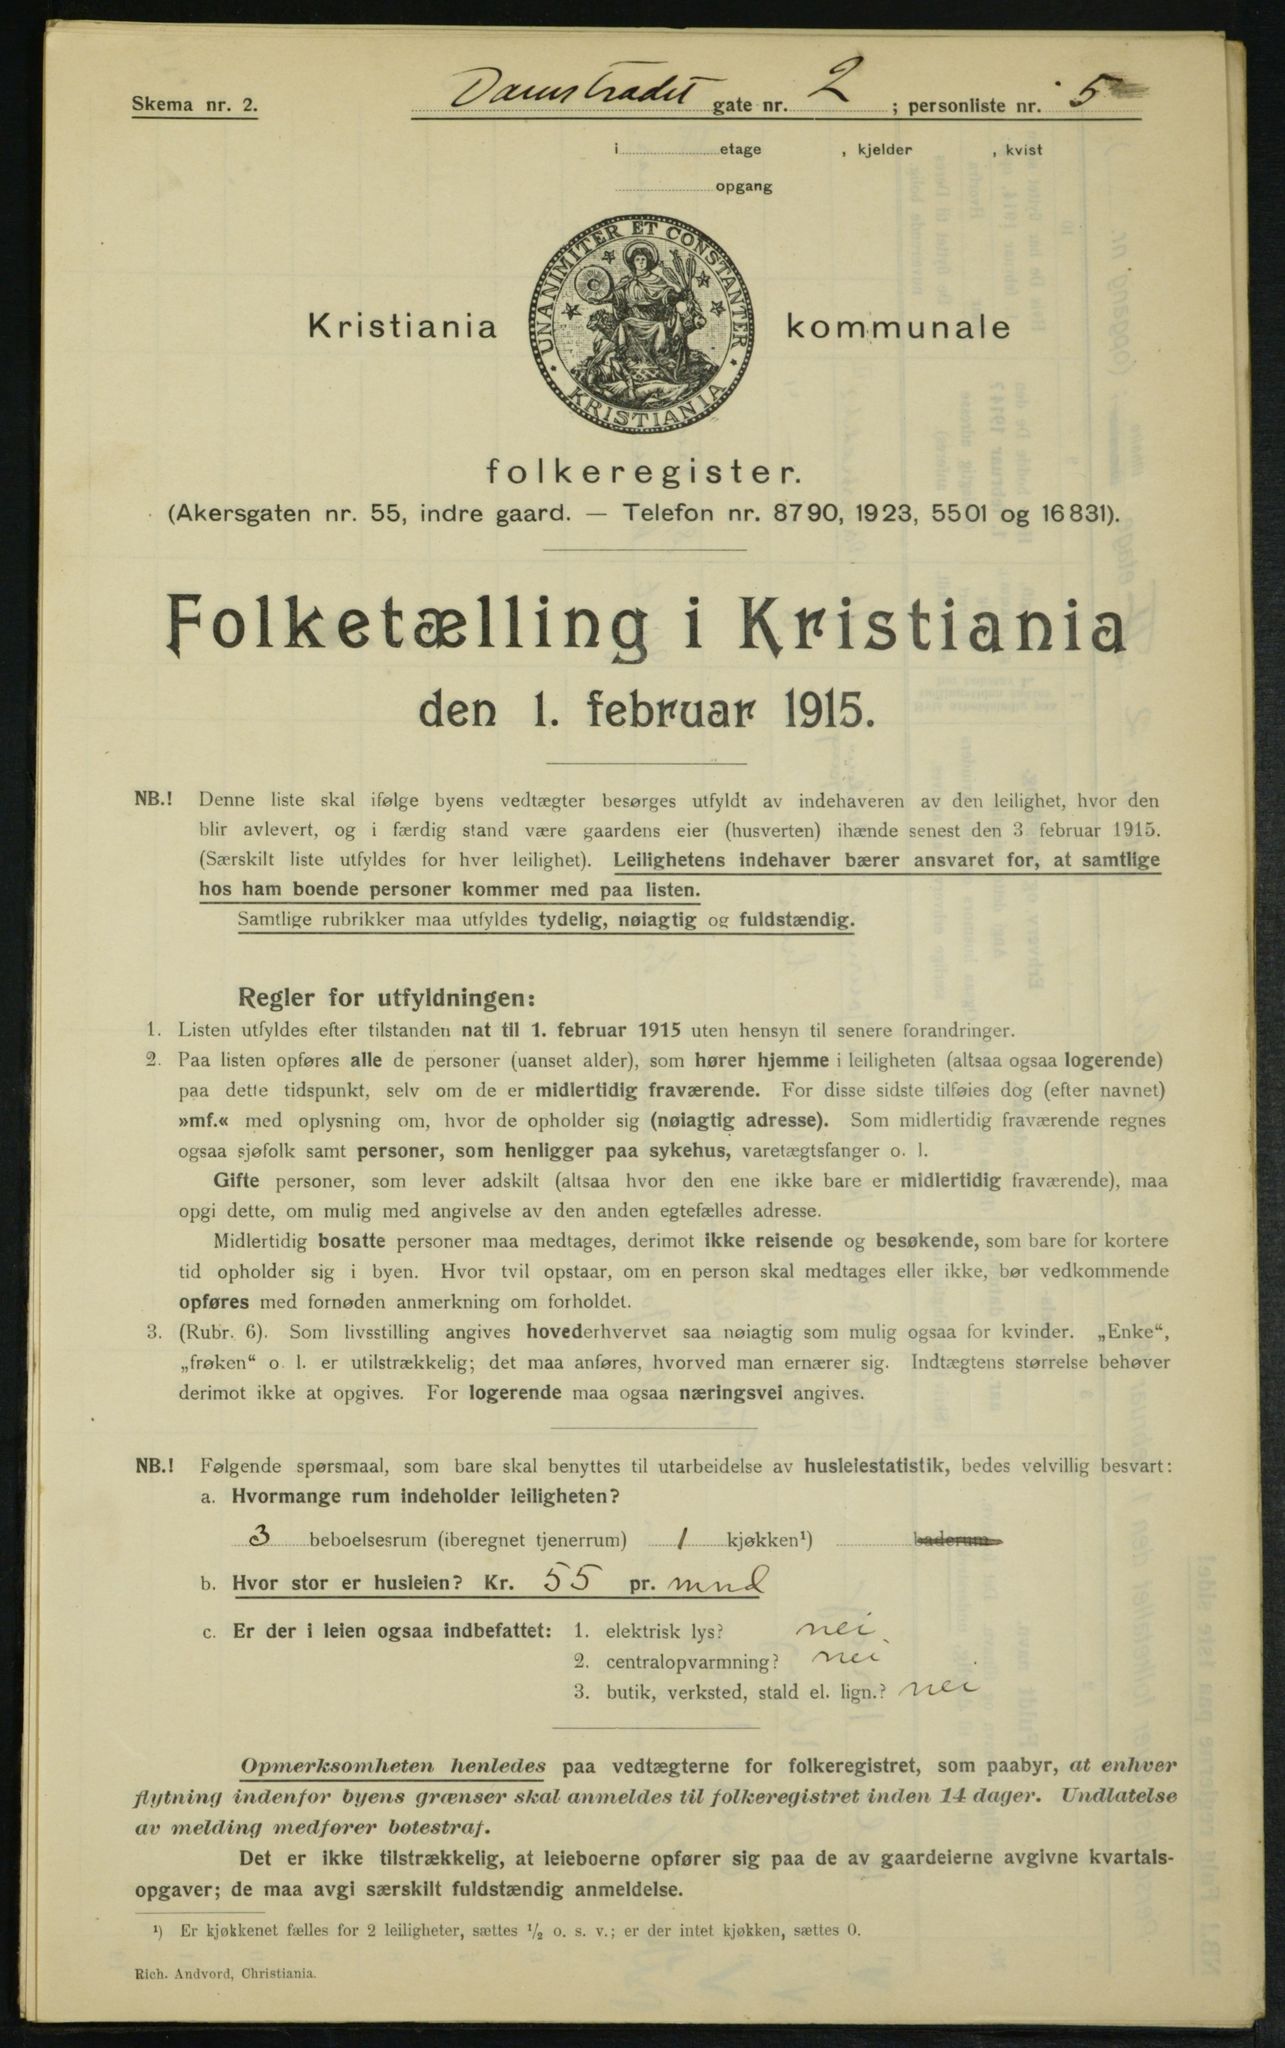 Skema nr. 2.
Damstrædet gate nr. 2 ; personliste nr. 5
i etage , kjelder , kvist
opgang
UNANIMITER ET CONSTANTER
KRISTIANIA
Kristiania kommunale
folkeregister.
(Akersgaten nr. 55, indre gaard. — Telefon nr. 8790, 1923, 5501 og 16831).
Folketælling i Kristiania
den 1. februar 1915.
NB.! Denne liste skal ifølge byens vedtægter besørges utfyldt av indehaveren av den leilighet, hvor den
blir avlevert, og i færdig stand være gaardens eier (husverten) ihænde senest den 3 februar 1915.
(Særskilt liste utfyldes for hver leilighet). Leilighetens indehaver bærer ansvaret for, at samtlige
hos ham boende personer kommer med paa listen.
Samtlige rubrikker maa utfyldes tydelig, nøiagtig og fuldstændig.
Regler for utfyldningen:
1. Listen utfyldes efter tilstanden nat til 1. februar 1915 uten hensyn til senere forandringer.
2. Paa listen opføres alle de personer (uanset alder), som hører hjemme i leiligheten (altsaa ogsaa logerende)
paa dette tidspunkt, selv om de er midlertidig fraværende. For disse sidste tilføies dog (efter navnet)
»mf.« med oplysning om, hvor de opholder sig (nøiagtig adresse). Som midlertidig fraværende regnes
ogsaa sjøfolk samt personer, som henligger paa sykehus, varetægtsfanger o. l.
Gifte personer, som lever adskilt (altsaa hvor den ene ikke bare er midlertidig fraværende), maa
opgi dette, om mulig med angivelse av den anden egtefælles adresse.
Midlertidig bosatte personer maa medtages, derimot ikke reisende og besøkende, som bare for kortere
tid opholder sig i byen. Hvor tvil opstaar, om en person skal medtages eller ikke, bør vedkommende
opføres med fornøden anmerkning om forholdet.
3. (Rubr. 6). Som livsstilling angives hovederhvervet saa nøiagtig som mulig ogsaa for kvinder. „Enke“,
„frøken“ o l. er utilstrækkelig; det maa anføres, hvorved man ernærer sig. Indtægtens størrelse behøver
derimot ikke at opgives. For logerende maa ogsaa næringsvei angives.
NB.! Følgende spørsmaal, som bare skal benyttes til utarbeidelse av husleiestatistik, bedes velvillig besvart:
a. Hvormange rum indeholder leiligheten?
3 beboelsesrum (iberegnet tjenerrum) 1 kjøkken¹) baderum
b. Hvor stor er husleien? Kr. 55 pr. mnd
c. Er der i leien ogsaa indbefattet: 1. elektrisk lys? nei
2. centralopvarmning? nei
3. butik, verksted, stald el. lign.? nei
Opmerksomheten henledes paa vedtægterne for folkeregistret, som paabyr, at enhver
flytning indenfor byens grænser skal anmeldes til folkeregistret inden 14 dager. Undlatelse
av melding medfører botestraf.
Det er ikke tilstrækkelig, at leieboerne opfører sig paa de av gaardeierne avgivne kvartals-
opgaver; de maa avgi særskilt fuldstændig anmeldelse.
¹) Er kjøkkenet fælles for 2 leiligheter, sættes ½ o. s. v.; er der intet kjøkken, sættes 0.
Rich. Andvord, Christiania.